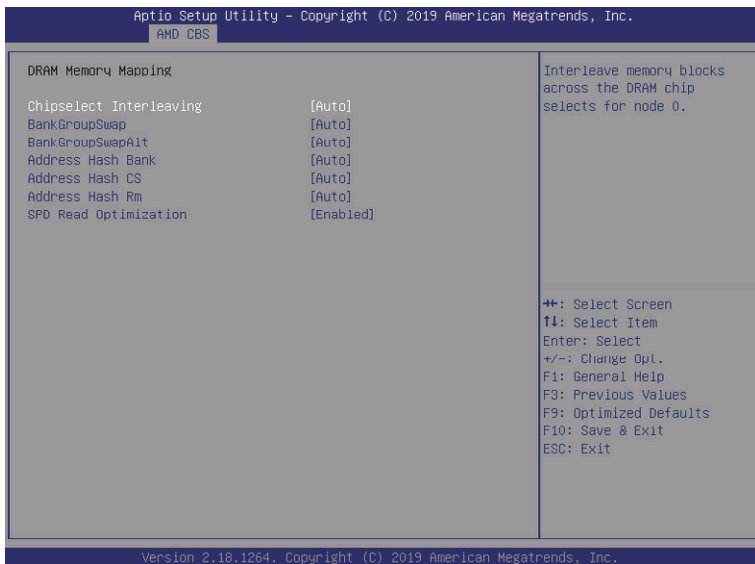 Aptio Setup Utility – Copyright (C) 2019 American Megatrends, Inc.
AMD CBS
DRAM Memory Mapping
Chipselect Interleaving [Auto]
BankGroupSwap [Auto]
BankGroupSwapAlt [Auto]
Address Hash Bank [Auto]
Address Hash CS [Auto]
Address Hash Rm [Auto]
SPD Read Optimization [Enabled]
Interleave memory blocks
across the DRAM chip
selects for node 0.
→←: Select Screen
↑↓: Select Item
Enter: Select
+/-: Change Opt.
F1: General Help
F3: Previous Values
F9: Optimized Defaults
F10: Save & Exit
ESC: Exit
Version 2.18.1264. Copyright (C) 2019 American Megatrends, Inc.